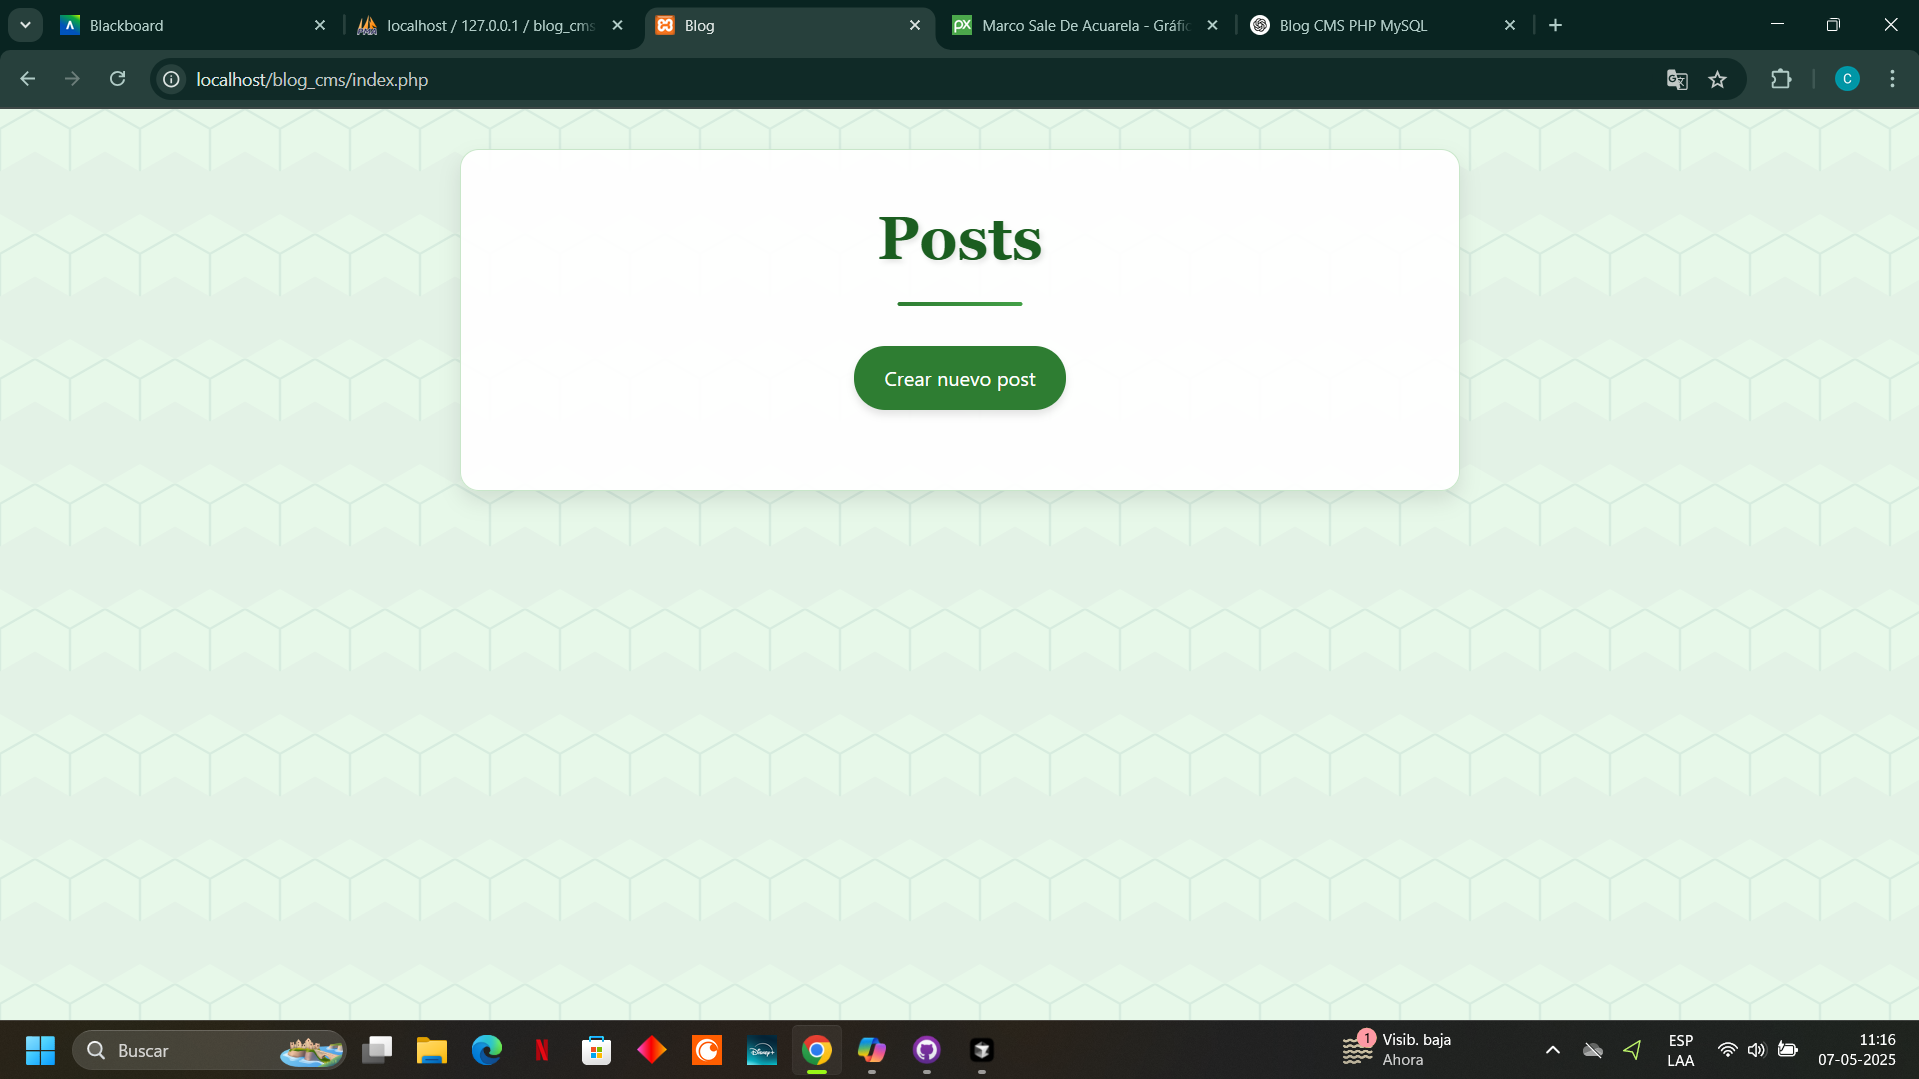 Blackboard
localhost / 127.0.0.1 / blog_cms
Blog
Marco Sale De Acuarela - Gráfic
Blog CMS PHP MySQL
localhost/blog_cms/index.php
C
Posts
Crear nuevo post
Buscar
Disney+
1
Visib. baja
Ahora
ESP
LAA
11:16
07-05-2025